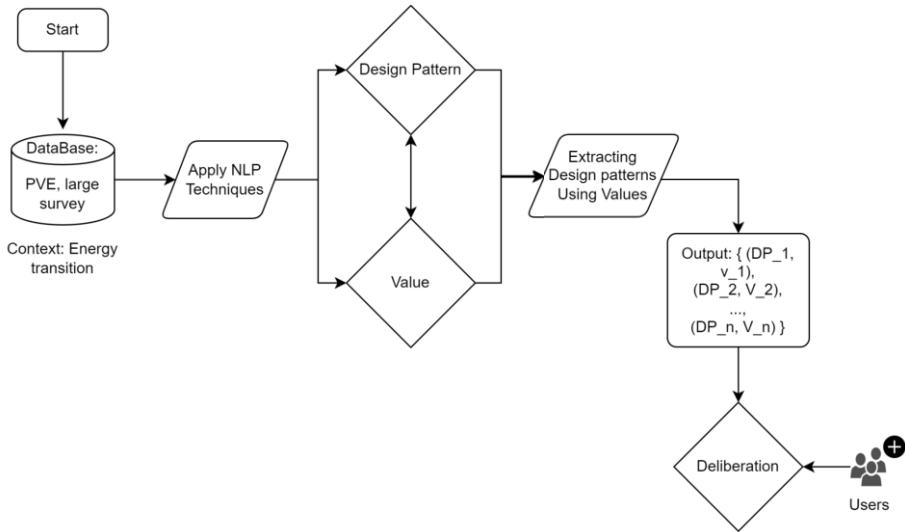 Start
DataBase:
PVE, large
survey
Context: Energy
transition
Apply NLP
Techniques
Design Pattern
Value
Extracting
Design patterns
Using Values
Output: { (DP_1,
v_1),
(DP_2, V_2),
...,
(DP_n, V_n) }
Deliberation
Users